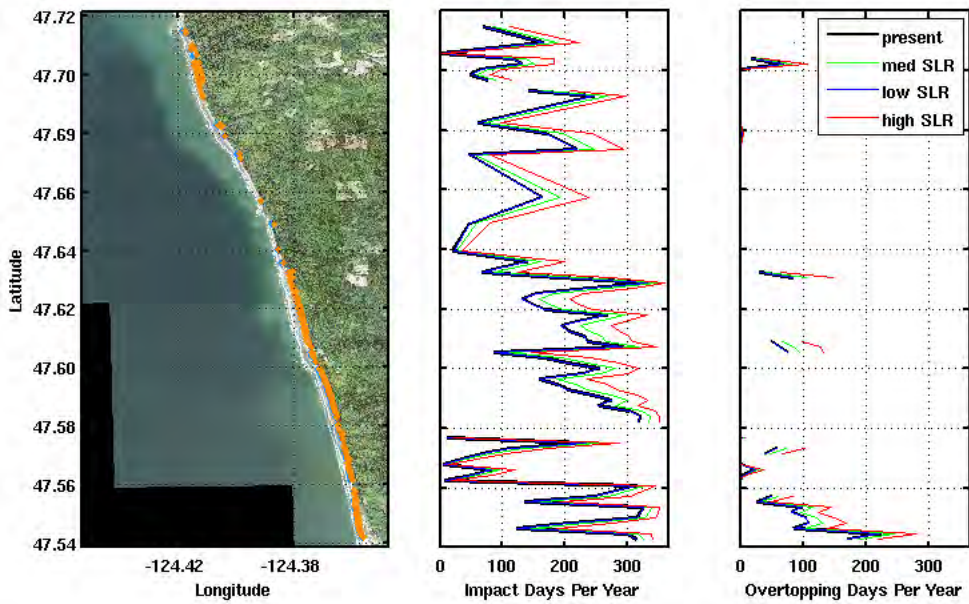 47.72
47.70
47.69
47.66
47.64
47.62
47.60
47.58
47.56
47.54
Latitude
-124.42
-124.38
Longitude
0
100
200
300
Impact Days Per Year
present
med SLR
low SLR
high SLR
0
100
200
300
Overtopping Days Per Year